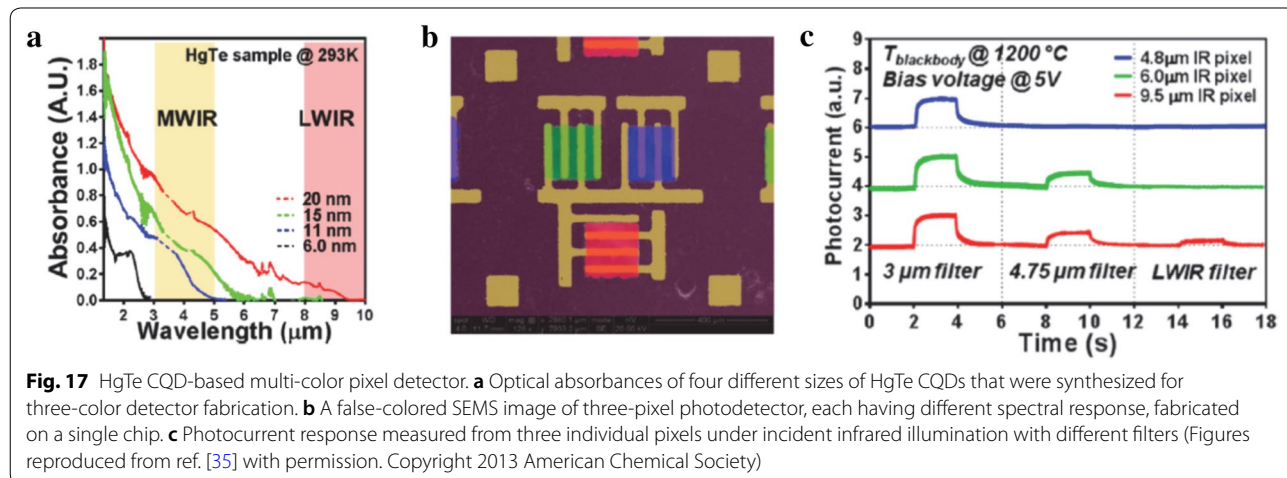 a
HgTe sample @ 293K
Absorbance (A.U.)
1.8
1.6
1.4
1.2
1.0
0.8
0.6
0.4
0.2
0.0
MWIR
LWIR
20 nm
15 nm
11 nm
6.0 nm
2 3 4 5 6 7 8 9 10
Wavelength (μm)
b
c
T blackbody @ 1200 °C
Bias voltage @ 5V
4.8μm IR pixel
6.0μm IR pixel
9.5 μm IR pixel
Photocurrent (a.u.)
9
8
7
6
5
4
3
2
1
0
3 μm filter 4.75 μm filter LWIR filter
0 2 4 6 8 10 12 14 16 18
Time (s)
Fig. 17 HgTe CQD-based multi-color pixel detector. a Optical absorbances of four different sizes of HgTe CQDs that were synthesized for
three-color detector fabrication. b A false-colored SEMS image of three-pixel photodetector, each having different spectral response, fabricated
on a single chip. c Photocurrent response measured from three individual pixels under incident infrared illumination with different filters (Figures
reproduced from ref. [35] with permission. Copyright 2013 American Chemical Society)